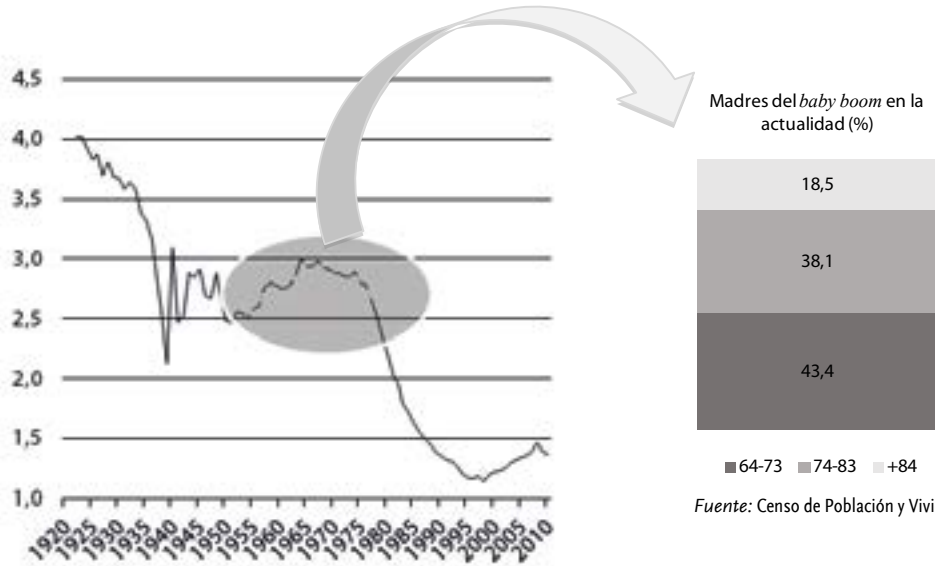 4,5
4,0
3,5
3,0
2,5
2,0
1,5
1,0
1920 1925 1930 1935 1940 1945 1950 1955 1960 1965 1970 1975 1980 1985 1990 1995 2000 2005 2010
Madres del baby boom en la
actualidad (%)
18,5
38,1
43,4
64-73 74-83 +84
Fuente: Censo de Población y Vivi